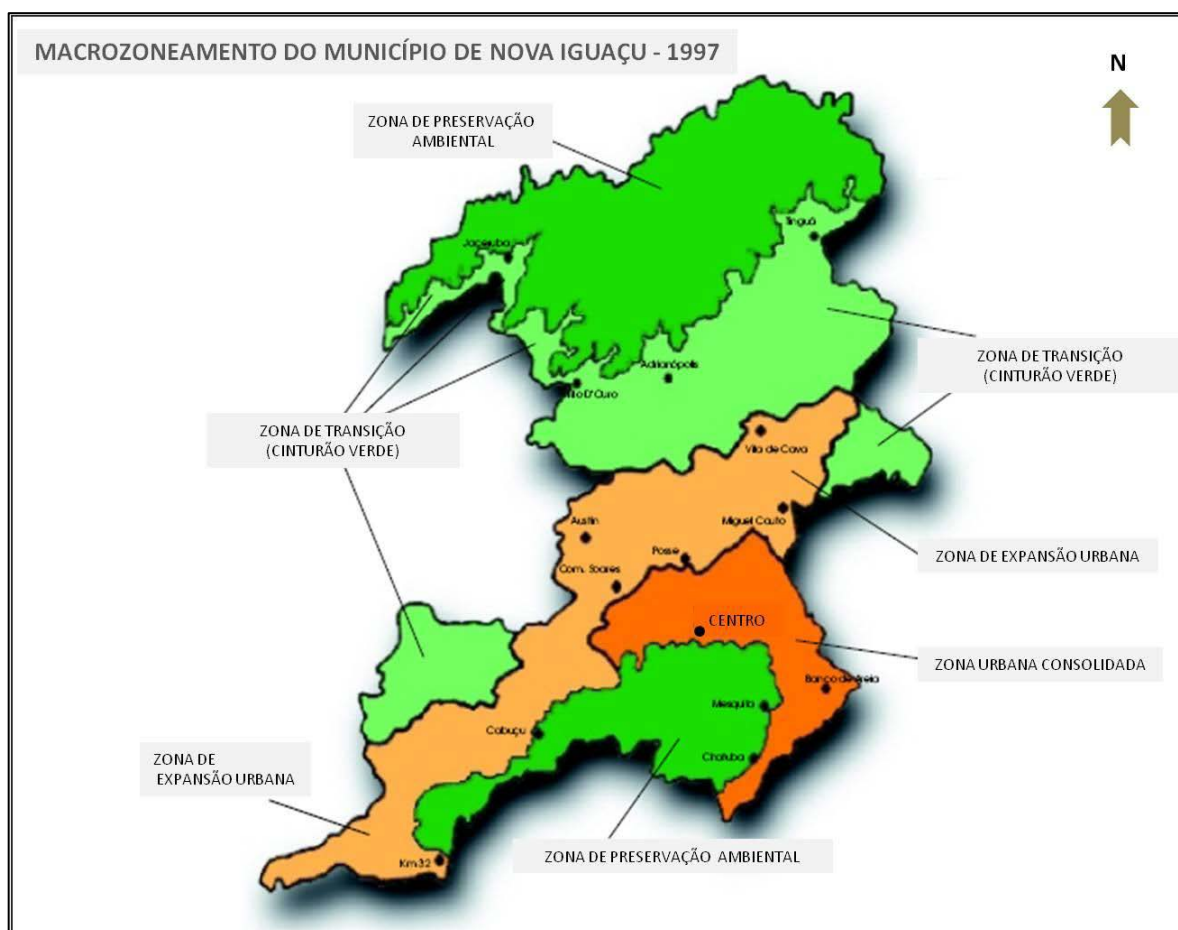 MACROZONEAMENTO DO MUNICÍPIO DE NOVA IGUAÇU - 1997
N
ZONA DE PRESERVAÇÃO
AMBIENTAL
Tinguá
Jaceruba
ZONA DE TRANSIÇÃO
(CINTURÃO VERDE)
Adrianópolis
Rio D'Ouro
ZONA DE TRANSIÇÃO
(CINTURÃO VERDE)
Vila de Cava
Miguel Couto
Austin
Posse
ZONA DE EXPANSÃO URBANA
Com. Soares
CENTRO
ZONA URBANA CONSOLIDADA
Banco de Areia
Mesquita
Cabuçu
Chatuba
ZONA DE
EXPANSÃO URBANA
ZONA DE PRESERVAÇÃO AMBIENTAL
Km-32